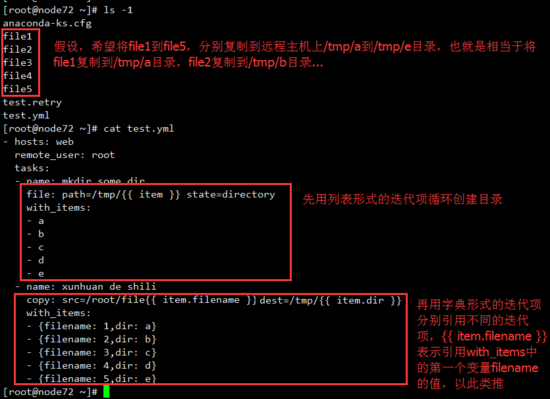 [root@node72 ~]# ls -1
anaconda-ks.cfg
file1
file2
file3
file4
file5
假设，希望将file1到file5，分别复制到远程主机上/tmp/a到/tmp/e目录，也就是相当于将
file1复制到/tmp/a目录，file2复制到/tmp/b目录...
test.retry
test.yml
[root@node72 ~]# cat test.yml
- hosts: web
remote_user: root
tasks:
- name: mkdir some dir
file: path=/tmp/{{ item }} state=directory
with_items:
- a
- b
- c
- d
- e
先用列表形式的迭代项循环创建目录
- name: xunhuan de shili
copy: src=/root/file{{ item.filename }} dest=/tmp/{{ item.dir }}
with_items:
- {filename: 1,dir: a}
- {filename: 2,dir: b}
- {filename: 3,dir: c}
- {filename: 4,dir: d}
- {filename: 5,dir: e}
再用字典形式的迭代项
分别引用不同的迭代
项，{{ item.filename }}
表示引用with_items中
的第一个变量filename
的值，以此类推
[root@node72 ~]#